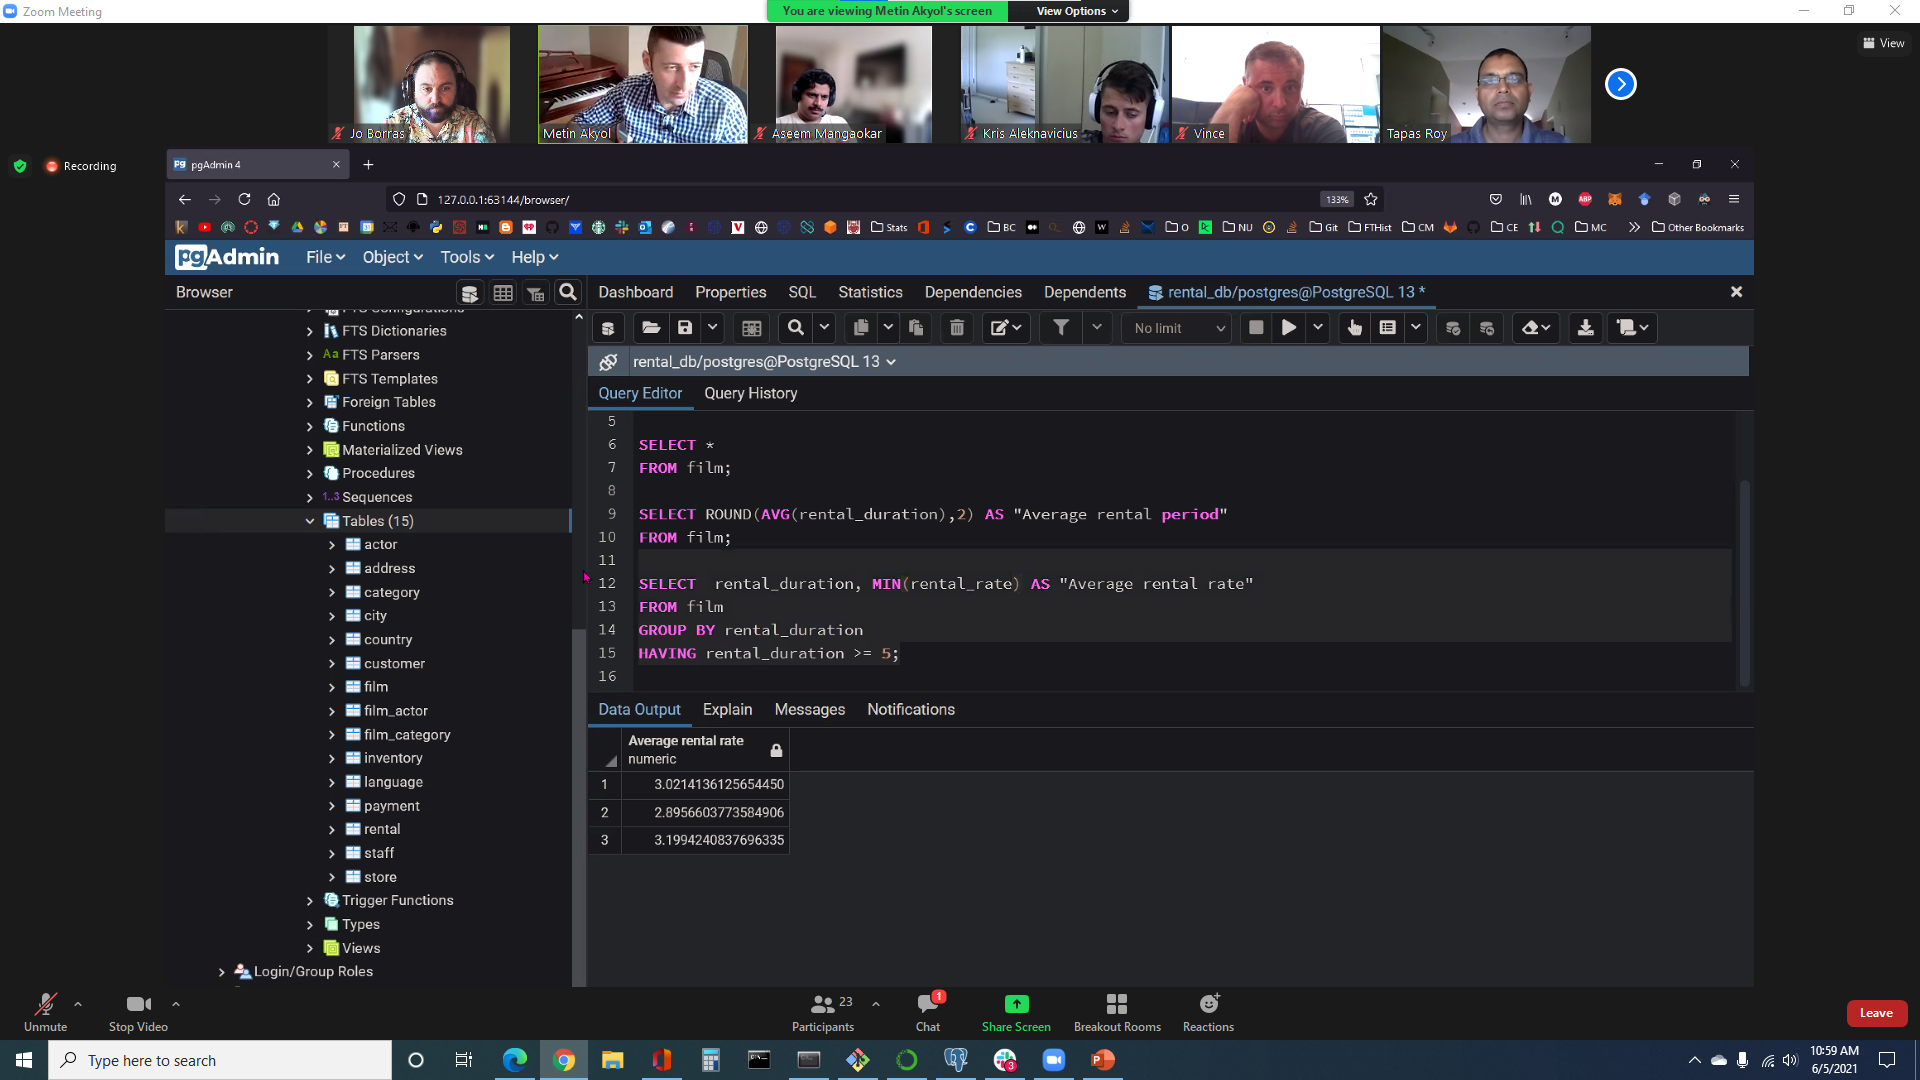 Zoom Meeting
You are viewing Metin Akyol's screen
View Options
View
Jo Borras
Metin Akyol
Aseem Mangaokar
Kris Aleknavicius
Vince
Tapas Roy
Recording
pgAdmin 4
127.0.0.1:63144/browser/
133%
Stats
BC
O
NU
Git
FTHist
CM
CE
MC
Other Bookmarks
pgAdmin
File
Object
Tools
Help
Browser
Dashboard
Properties
SQL
Statistics
Dependencies
Dependents
rental_db/postgres@PostgreSQL 13 *
FTS Configurations
FTS Dictionaries
FTS Parsers
FTS Templates
Foreign Tables
Functions
Materialized Views
Procedures
1..3 Sequences
Tables (15)
actor
address
category
city
country
customer
film
film_actor
film_category
inventory
language
payment
rental
staff
store
Trigger Functions
Types
Views
Login/Group Roles
No limit
rental_db/postgres@PostgreSQL 13
Query Editor
Query History
5
6 SELECT *
7 FROM film;
8
9 SELECT ROUND(AVG(rental_duration),2) AS "Average rental period"
10 FROM film;
11
12 SELECT  rental_duration, MIN(rental_rate) AS "Average rental rate"
13 FROM film
14 GROUP BY rental_duration
15 HAVING rental_duration >= 5;
16
Data Output
Explain
Messages
Notifications
Average rental rate
numeric
1 3.0214136125654450
2 2.8956603773584906
3 3.1994240837696335
Unmute
Stop Video
23
Participants
1
Chat
Share Screen
Breakout Rooms
Reactions
Leave
Type here to search
3
10:59 AM
6/5/2021